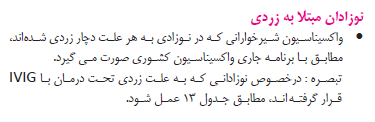 نوزادان مبتلا به زردی
● واکسیناسیون شیرخوارانی که در نوزادی به هر علت دچار زردی شده‌اند،
مطابق با برنامه جاری واکسیناسیون کشوری صورت می گیرد.
تبصره : درخصوص نوزادانی که به علت زردی تحت درمان با IVIG
قرار گرفته‌اند، مطابق جدول ۱۳ عمل شود.